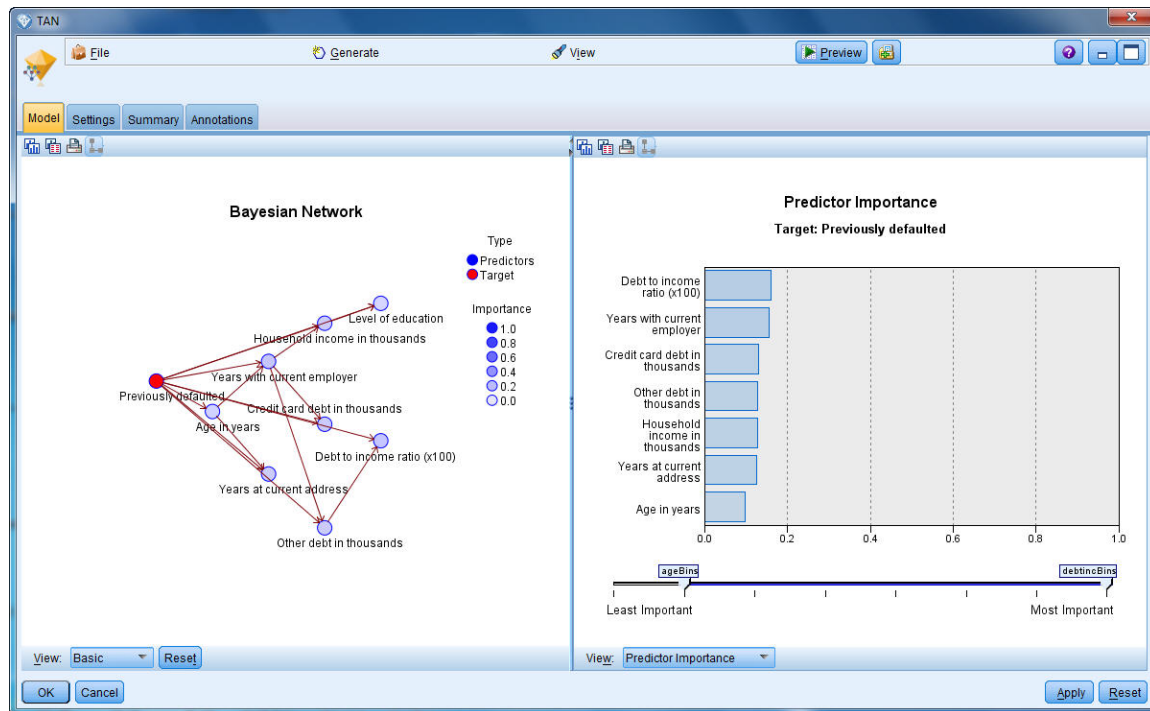 TAN
File
Generate
View
Preview
Model
Settings
Summary
Annotations
Bayesian Network
Type
Predictors
Target
Importance
1.0
0.8
0.6
0.4
0.2
0.0
Level of education
Household income in thousands
Years with current employer
Previously defaulted
Credit card debt in thousands
Age in years
Debt to income ratio (x100)
Years at current address
Other debt in thousands
View:
Basic
Reset
Predictor Importance
Target: Previously defaulted
Debt to income
ratio (x100)
Years with current
employer
Credit card debt in
thousands
Other debt in
thousands
Household
income in
thousands
Years at current
address
Age in years
0.0 0.2 0.4 0.6 0.8 1.0
ageBins
debtincBins
Least Important
Most Important
View:
Predictor Importance
OK
Cancel
Apply
Reset